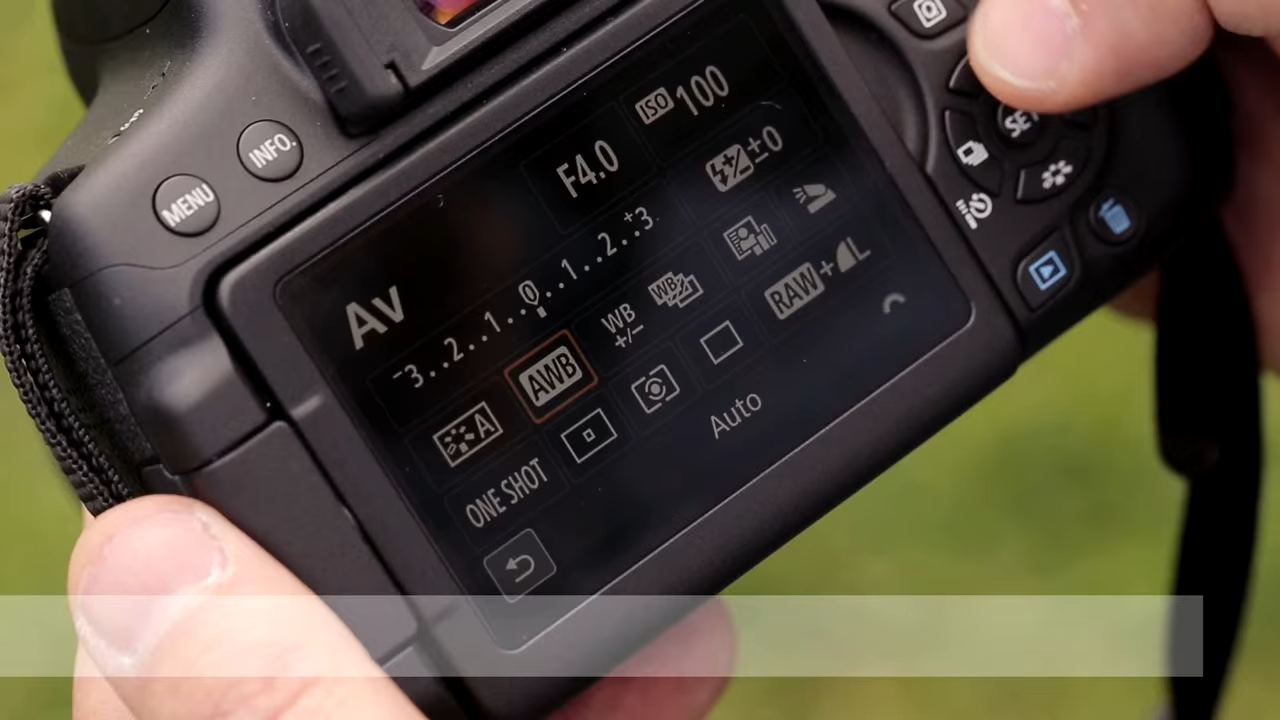 MENU INFO.
Av F4.0 ISO 100
-3..2..1..0..1..2..+3
±0
A AWB WB +/- WB
ONE SHOT RAW+L
Auto
SET